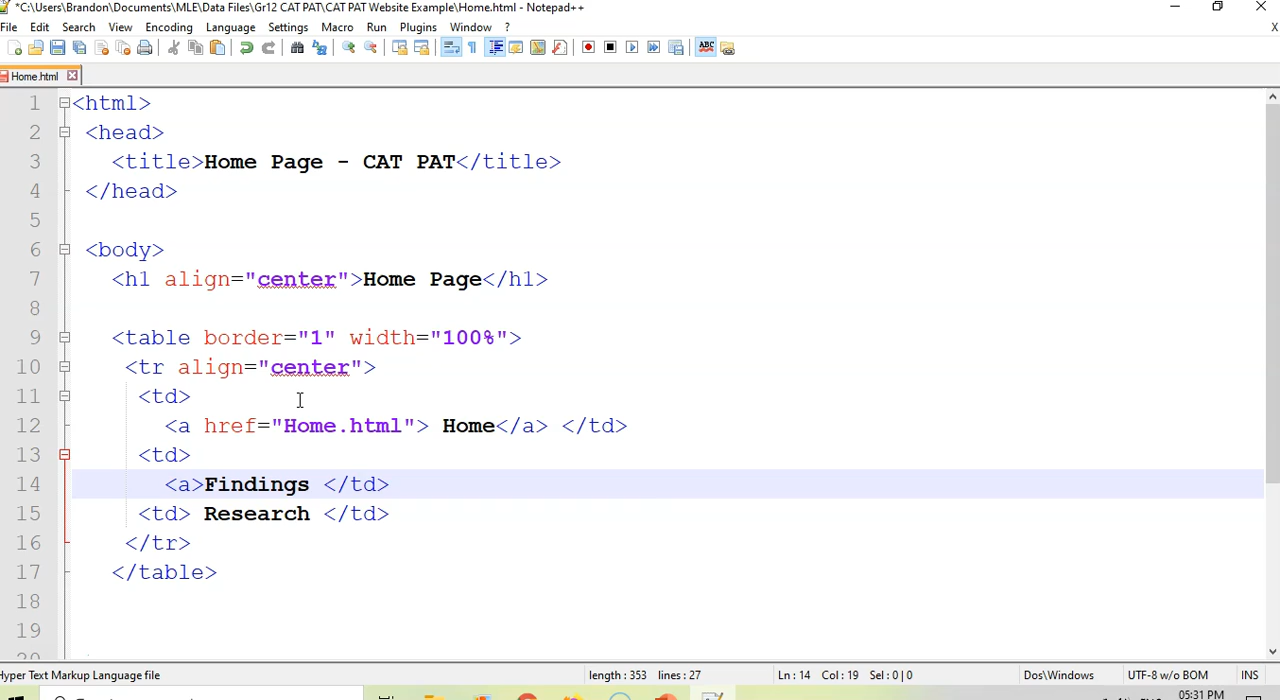 *C:\Users\Brandon\Documents\MLE\Data Files\Gr12 CAT PAT\CAT PAT Website Example\Home.html - Notepad++
File Edit Search View Encoding Language Settings Macro Run Plugins Window ? X
ABC
Home.html
1 <html>
2 <head>
3 <title>Home Page - CAT PAT</title>
4 </head>
5
6 <body>
7 <h1 align="center">Home Page</h1>
8
9 <table border="1" width="100%">
10 <tr align="center">
11 <td>
12 <a href="Home.html"> Home</a> </td>
13 <td>
14 <a>Findings </td>
15 <td> Research </td>
16 </tr>
17 </table>
18
19
20
Hyper Text Markup Language file length : 353 lines : 27 Ln : 14 Col : 19 Sel : 0 | 0 Dos\Windows UTF-8 w/o BOM INS
05:31 PM